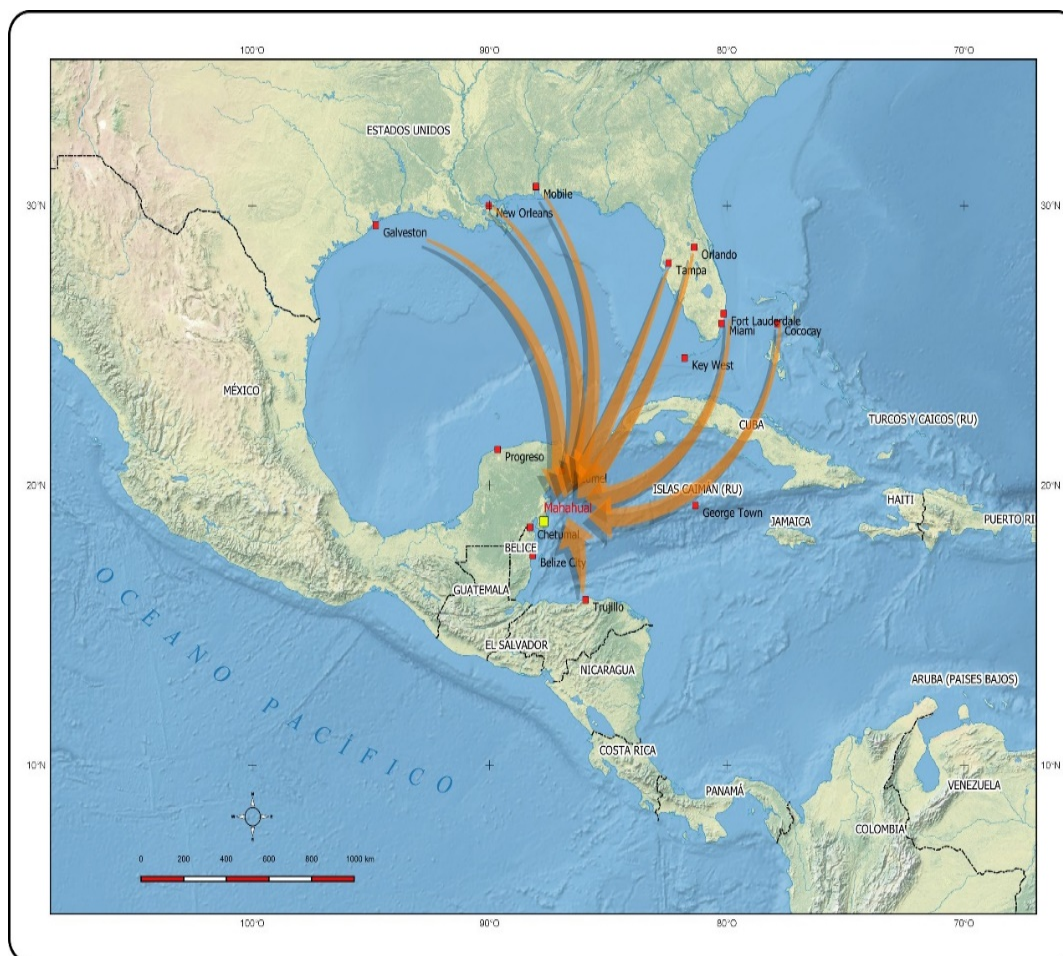 100°O
90°O
80°O
70°O
ESTADOS UNIDOS
Mobile
30°N
30°N
New Orleans
Galveston
Orlando
Tampa
Fort Lauderdale
Miami
Cococay
Key West
MÉXICO
CUBA
TURCOS Y CAICOS (RU)
Progreso
20°N
20°N
ISLAS CAIMAN (RU)
HAITI
Mahahual
George Town
JAMAICA
PUERTO RI
Chetumal
BELICE
Belize City
GUATEMALA
Trujillo
EL SALVADOR
NICARAGUA
OCEANO PACÍFICO
ARUBA (PAISES BAJOS)
COSTA RICA
10°N
10°N
PANAMÁ
VENEZUELA
COLOMBIA
0 200 400 600 800 1000 km
100°O
90°O
80°O
70°O